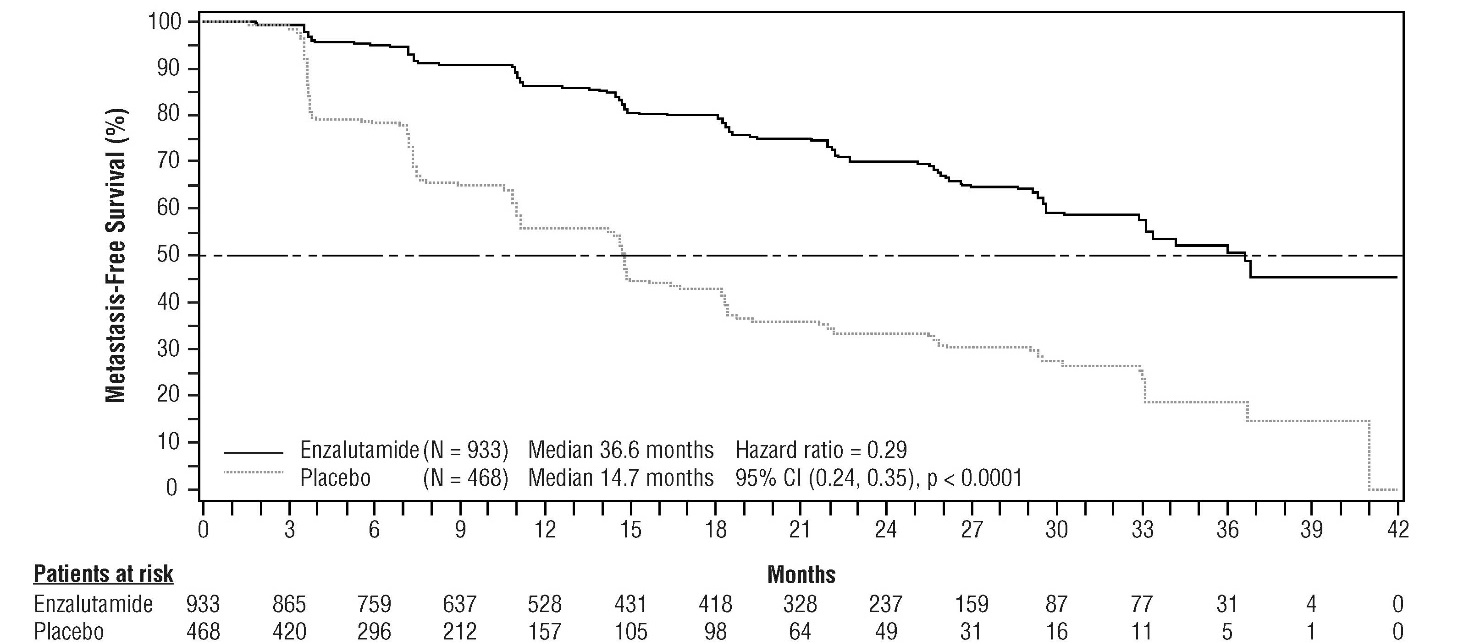 100
90
80
70
60
50
40
30
20
10
0
Metastasis-Free Survival (%)
Enzalutamide (N = 933) Median 36.6 months Hazard ratio = 0.29
Placebo (N = 468) Median 14.7 months 95% CI (0.24, 0.35), p < 0.0001
0 3 6 9 12 15 18 21 24 27 30 33 36 39 42
Patients at risk Months
Enzalutamide 933 865 759 637 528 431 418 328 237 159 87 77 31 4 0
Placebo 468 420 296 212 157 105 98 64 49 31 16 11 5 1 0